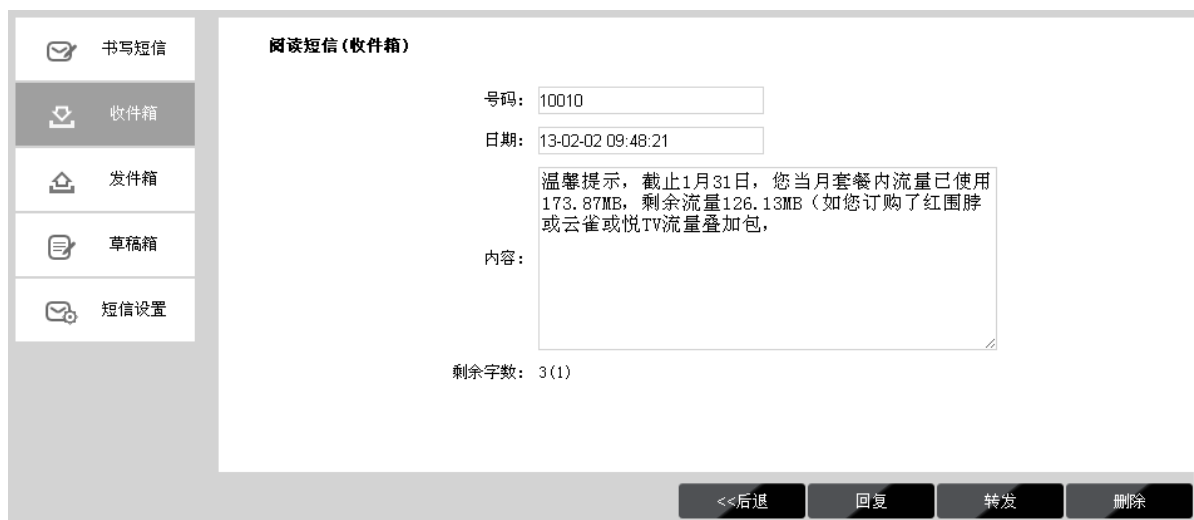 书写短信
收件箱
发件箱
草稿箱
短信设置
阅读短信(收件箱)
号码: 10010
日期: 13-02-02 09:48:21
内容:
温馨提示, 截止1月31日, 您当月套餐内流量已使用
173.87MB, 剩余流量126.13MB（如您订购了红围脖
或云雀或悦TV流量叠加包,
剩余字数: 3(1)
<<后退
回复
转发
删除